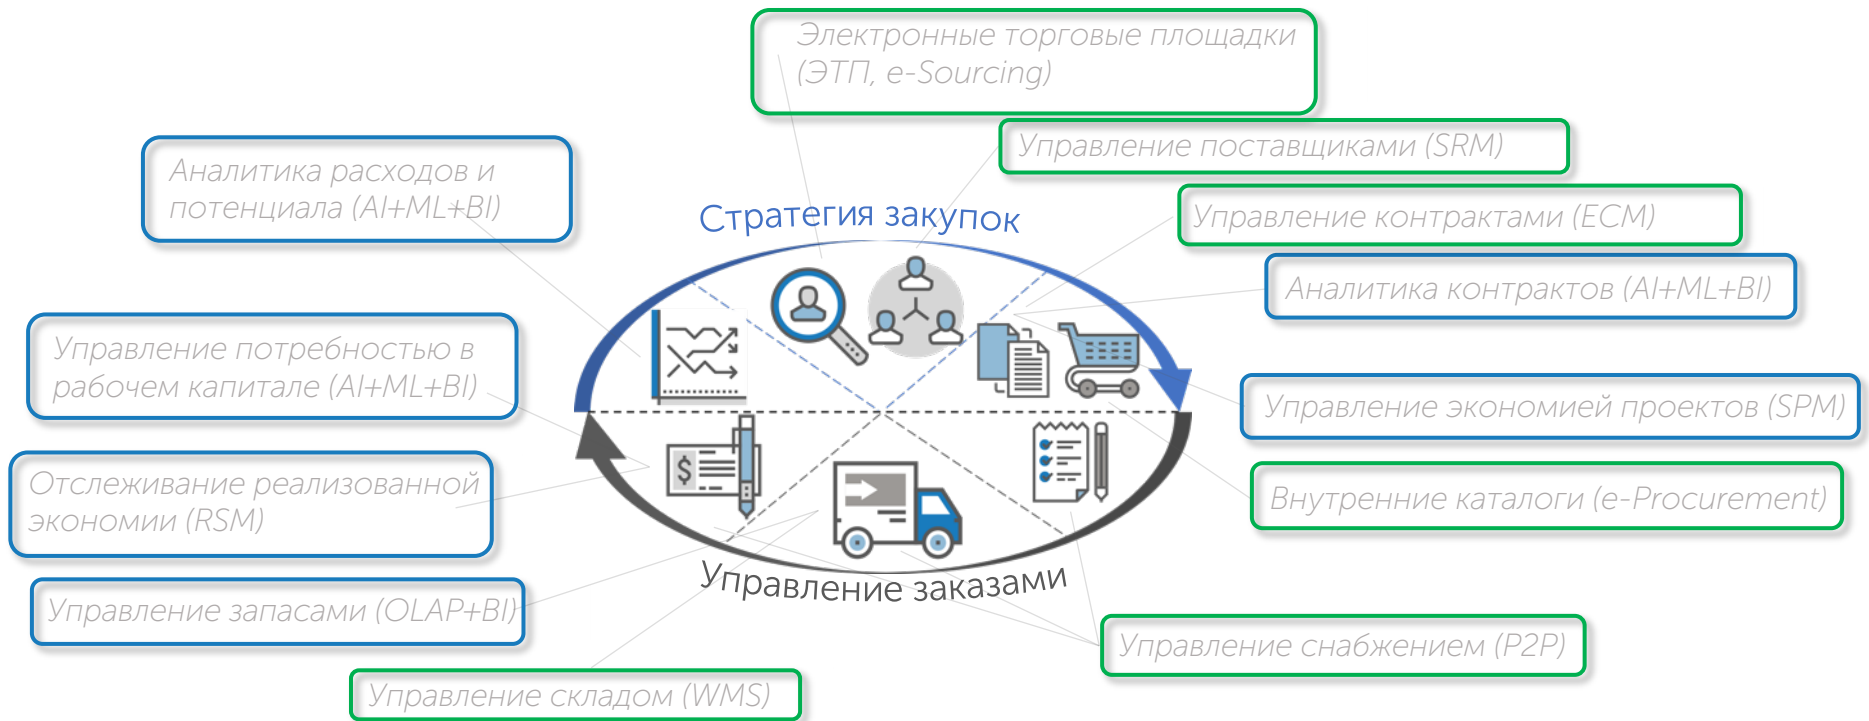 Электронные торговые площадки
(ЭТП, e-Sourcing)
Управление поставщиками (SRM)
Аналитика расходов и
потенциала (AI+ML+BI)
Стратегия закупок
Управление контрактами (ECM)
Аналитика контрактов (AI+ML+BI)
Управление потребностью в
рабочем капитале (AI+ML+BI)
Управление экономией проектов (SPM)
$
Отслеживание реализованной
экономии (RSM)
Внутренние каталоги (e-Procurement)
Управление заказами
Управление запасами (OLAP+BI)
Управление снабжением (P2P)
Управление складом (WMS)